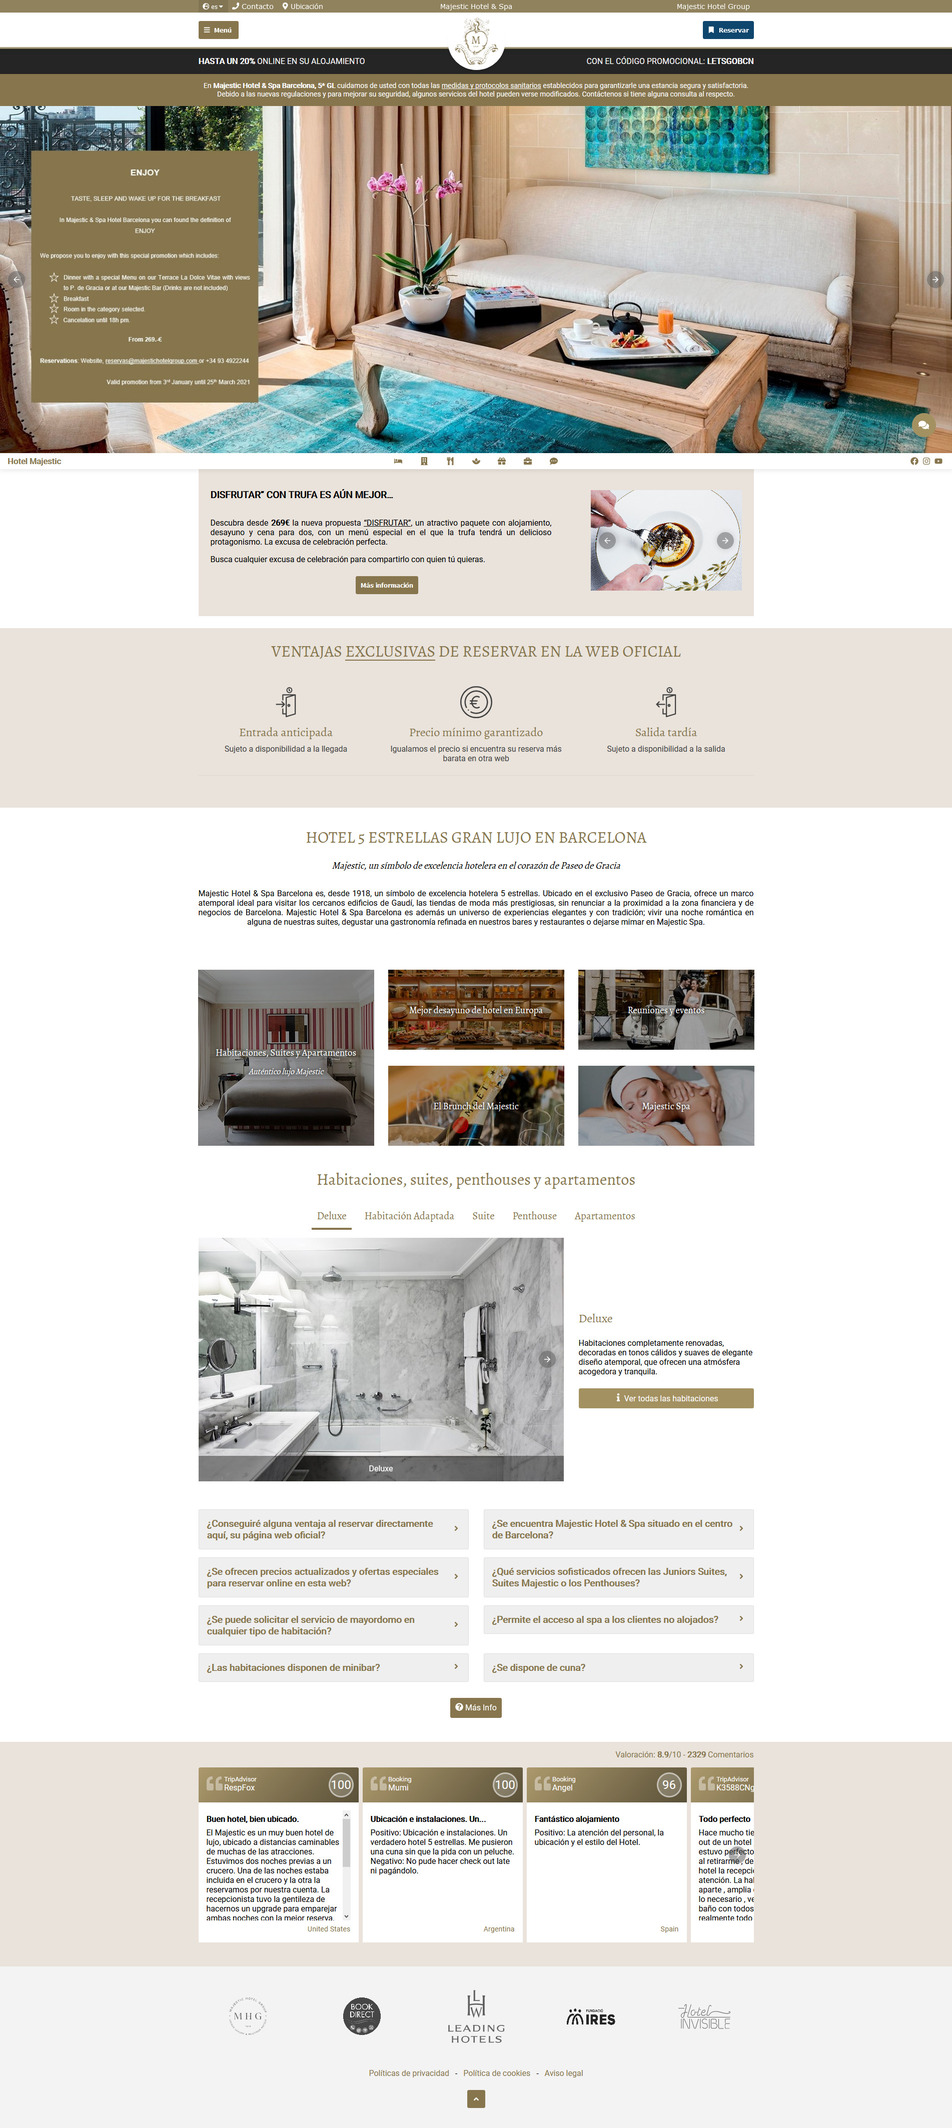 es Contacto Ubicación Majestic Hotel & Spa Majestic Hotel Group
Menú M Reservar
HASTA UN 20% ONLINE EN SU ALOJAMIENTO CON EL CÓDIGO PROMOCIONAL: LETSGOBCN
En Majestic Hotel & Spa Barcelona, 5* GL cuidamos de usted con todas las medidas y protocolos sanitarios establecidos para garantizarle una estancia segura y satisfactoria.
Debido a las nuevas regulaciones y para mejorar su seguridad, algunos servicios del hotel pueden verse modificados. Contáctenos si tiene alguna consulta al respecto.
ENJOY
TASTE, SLEEP AND WAKE UP FOR THE BREAKFAST
In Majestic & Spa Hotel Barcelona you can found the definition of
ENJOY
We propose you to enjoy with this special promotion which includes:
Dinner with a special Menu on our Terrace La Dolce Vitae with views
to P. de Gracia or at our Majestic Bar (Drinks are not included)
Breakfast
Room in the category selected.
Cancelation until 18h pm.
From 269.-€
Reservations: Website, reservas@majestichotelgroup.com or +34 93 4922244
Valid promotion from 3rd January until 25th March 2021
Hotel Majestic
DISFRUTAR" CON TRUFA ES AÚN MEJOR...
Descubra desde 269€ la nueva propuesta "DISFRUTAR", un atractivo paquete con alojamiento,
desayuno y cena para dos, con un menú especial en el que la trufa tendrá un delicioso
protagonismo. La excusa de celebración perfecta.
Busca cualquier excusa de celebración para compartirlo con quien tú quieras.
Más información
VENTAJAS EXCLUSIVAS DE RESERVAR EN LA WEB OFICIAL
Entrada anticipada
Sujeto a disponibilidad a la llegada
Precio mínimo garantizado
Igualamos el precio si encuentra su reserva más
barata en otra web
Salida tardía
Sujeto a disponibilidad a la salida
HOTEL 5 ESTRELLAS GRAN LUJO EN BARCELONA
Majestic, un símbolo de excelencia hotelera en el corazón de Paseo de Gracia
Majestic Hotel & Spa Barcelona es, desde 1918, un símbolo de excelencia hotelera 5 estrellas. Ubicado en el exclusivo Paseo de Gracia, ofrece un marco
atemporal ideal para visitar los cercanos edificios de Gaudí, las tiendas de moda más prestigiosas, sin renunciar a la proximidad a la zona financiera y de
negocios de Barcelona. Majestic Hotel & Spa Barcelona es además un universo de experiencias elegantes y con tradición; vivir una noche romántica en
alguna de nuestras suites, degustar una gastronomía refinada en nuestros bares y restaurantes o dejarse mimar en Majestic Spa.
Habitaciones, Suites y Apartamentos
Auténtico lujo Majestic
Mejor desayuno de hotel en Europa
Reuniones y eventos
El Brunch del Majestic
Majestic Spa
Habitaciones, suites, penthouses y apartamentos
Deluxe Habitación Adaptada Suite Penthouse Apartamentos
Deluxe
Deluxe
Habitaciones completamente renovadas,
decoradas en tonos cálidos y suaves de elegante
diseño atemporal, que ofrecen una atmósfera
acogedora y tranquila.
Ver todas las habitaciones
¿Conseguiré alguna ventaja al reservar directamente
aquí, su página web oficial?
¿Se encuentra Majestic Hotel & Spa situado en el centro
de Barcelona?
¿Se ofrecen precios actualizados y ofertas especiales
para reservar online en esta web?
¿Qué servicios sofisticados ofrecen las Juniors Suites,
Suites Majestic o los Penthouses?
¿Se puede solicitar el servicio de mayordomo en
cualquier tipo de habitación?
¿Permite el acceso al spa a los clientes no alojados?
¿Las habitaciones disponen de minibar?
¿Se dispone de cuna?
Más Info
Valoración: 8.9/10 - 2329 Comentarios
TripAdvisor
RespFox
100
Buen hotel, bien ubicado.
El Majestic es un muy buen hotel de
lujo, ubicado a distancias caminables
de muchas de las atracciones.
Estuvimos dos noches previas a un
crucero. Una de las noches estaba
incluida en el crucero y la otra la
reservamos por nuestra cuenta. La
recepcionista tuvo la gentileza de
hacernos un upgrade para emparejar
ambas noches con la mejor reserva.
United States
Booking
Mumi
100
Ubicación e instalaciones. Un...
Positivo: Ubicación e instalaciones. Un
verdadero hotel 5 estrellas. Me pusieron
una cuna sin que la pida con un peluche.
Negativo: No pude hacer check out late
ni pagándolo.
Argentina
Booking
Angel
96
Fantástico alojamiento
Positivo: La atención del personal, la
ubicación y el estilo del Hotel.
Spain
TripAdvisor
K3588CNg
Todo perfecto
Hace mucho tie
out de un hotel
estuvo perfecto
al retirarme, de
hotel la recepci
atención. La hal
aparte , amplia
lo necesario , ve
baño con todos
realmente todo
MHG
BOOK
DIRECT
LHW
LEADING
HOTELS
FUNDACIÓ
IRES
Hotel
INVISIBLE
Políticas de privacidad - Política de cookies - Aviso legal